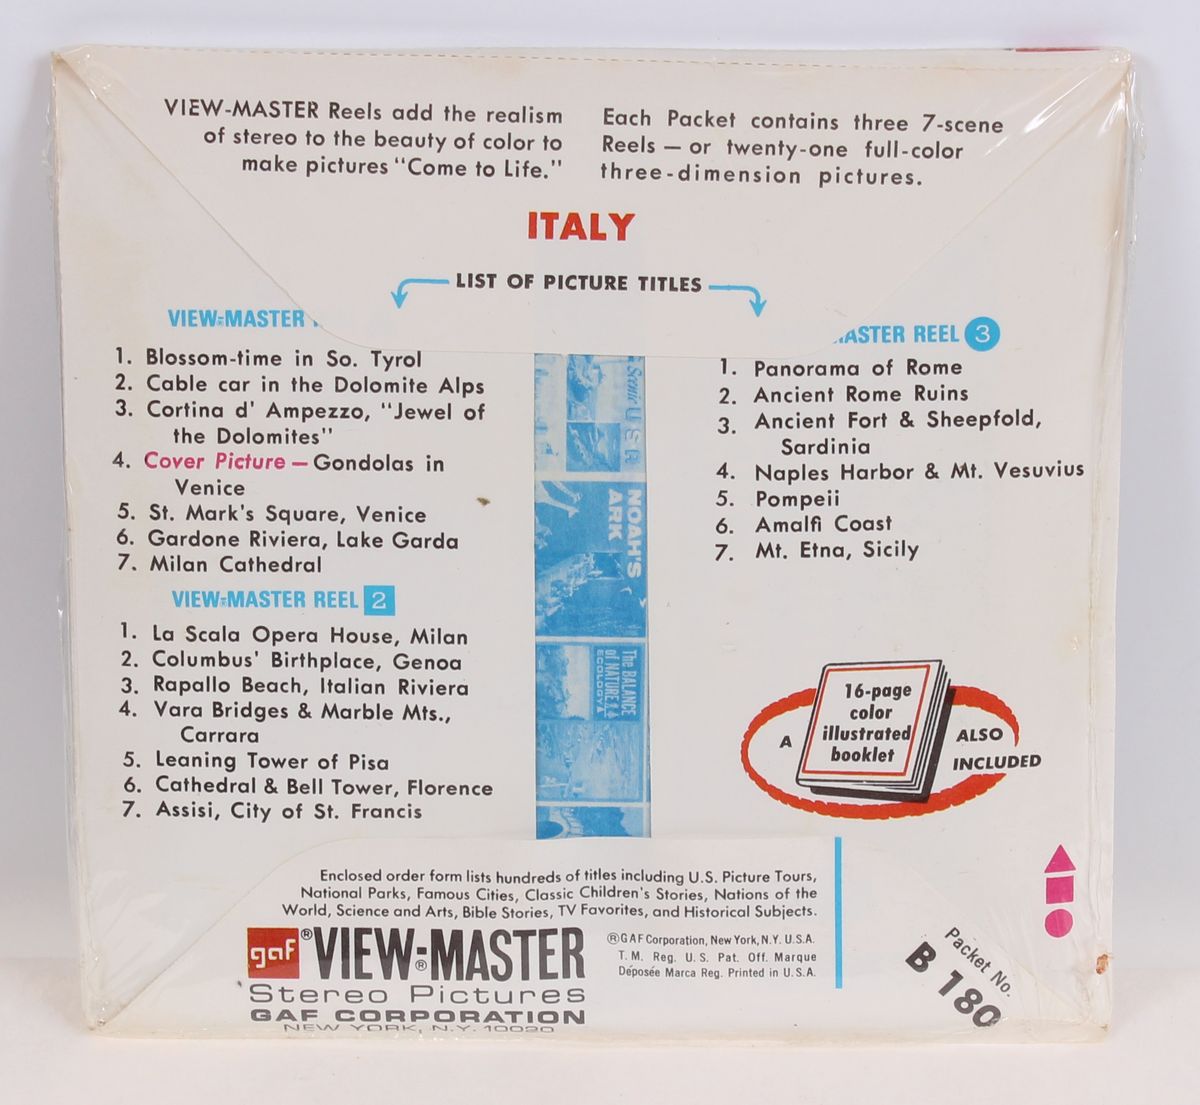 VIEW-MASTER Reels add the realism
of stereo to the beauty of color to
make pictures "Come to Life."
Each Packet contains three 7-scene
Reels — or twenty-one full-color
three-dimension pictures.
ITALY
LIST OF PICTURE TITLES
VIEW-MASTER
1. Blossom-time in So. Tyrol
2. Cable car in the Dolomite Alps
3. Cortina d' Ampezzo, "Jewel of
the Dolomites"
4. Cover Picture — Gondolas in
Venice
5. St. Mark's Square, Venice
6. Gardone Riviera, Lake Garda
7. Milan Cathedral
VIEW-MASTER REEL 2
1. La Scala Opera House, Milan
2. Columbus' Birthplace, Genoa
3. Rapallo Beach, Italian Riviera
4. Vara Bridges & Marble Mts.,
Carrara
5. Leaning Tower of Pisa
6. Cathedral & Bell Tower, Florence
7. Assisi, City of St. Francis
Scenic U S A
NOAH'S
ARK
The BALANCE
of NATURE
ECOLOGY
ASTER REEL 3
1. Panorama of Rome
2. Ancient Rome Ruins
3. Ancient Fort & Sheepfold,
Sardinia
4. Naples Harbor & Mt. Vesuvius
5. Pompeii
6. Amalfi Coast
7. Mt. Etna, Sicily
A
16-page
color
illustrated
booklet
ALSO
INCLUDED
Enclosed order form lists hundreds of titles including U.S. Picture Tours,
National Parks, Famous Cities, Classic Children's Stories, Nations of the
World, Science and Arts, Bible Stories, TV Favorites, and Historical Subjects.
gaf ® VIEW-MASTER ®
Stereo Pictures
GAF CORPORATION
NEW YORK, N.Y. 10020
®GAF Corporation, New York, N.Y. U.S.A.
T. M. Reg. U. S. Pat. Off. Marque
Déposée Marca Reg. Printed in U.S.A.
Packet No.
B 180